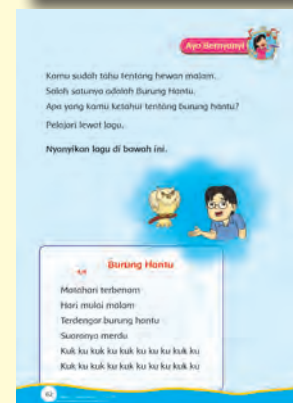 Ayo Bernyanyi
Kamu sudah tahu tentang hewan malam.
Salah satunya adalah Burung Hantu.
Apa yang kamu ketahui tentang burung hantu?
Pelajari lewat lagu.
Nyanyikan lagu di bawah ini.
Burung Hantu
4/4
Matahari terbenam
Hari mulai malam
Terdengar burung hantu
Suaranya merdu
Kuk ku kuk ku kuk ku ku ku kuk ku
Kuk ku kuk ku kuk ku ku ku kuk ku
62